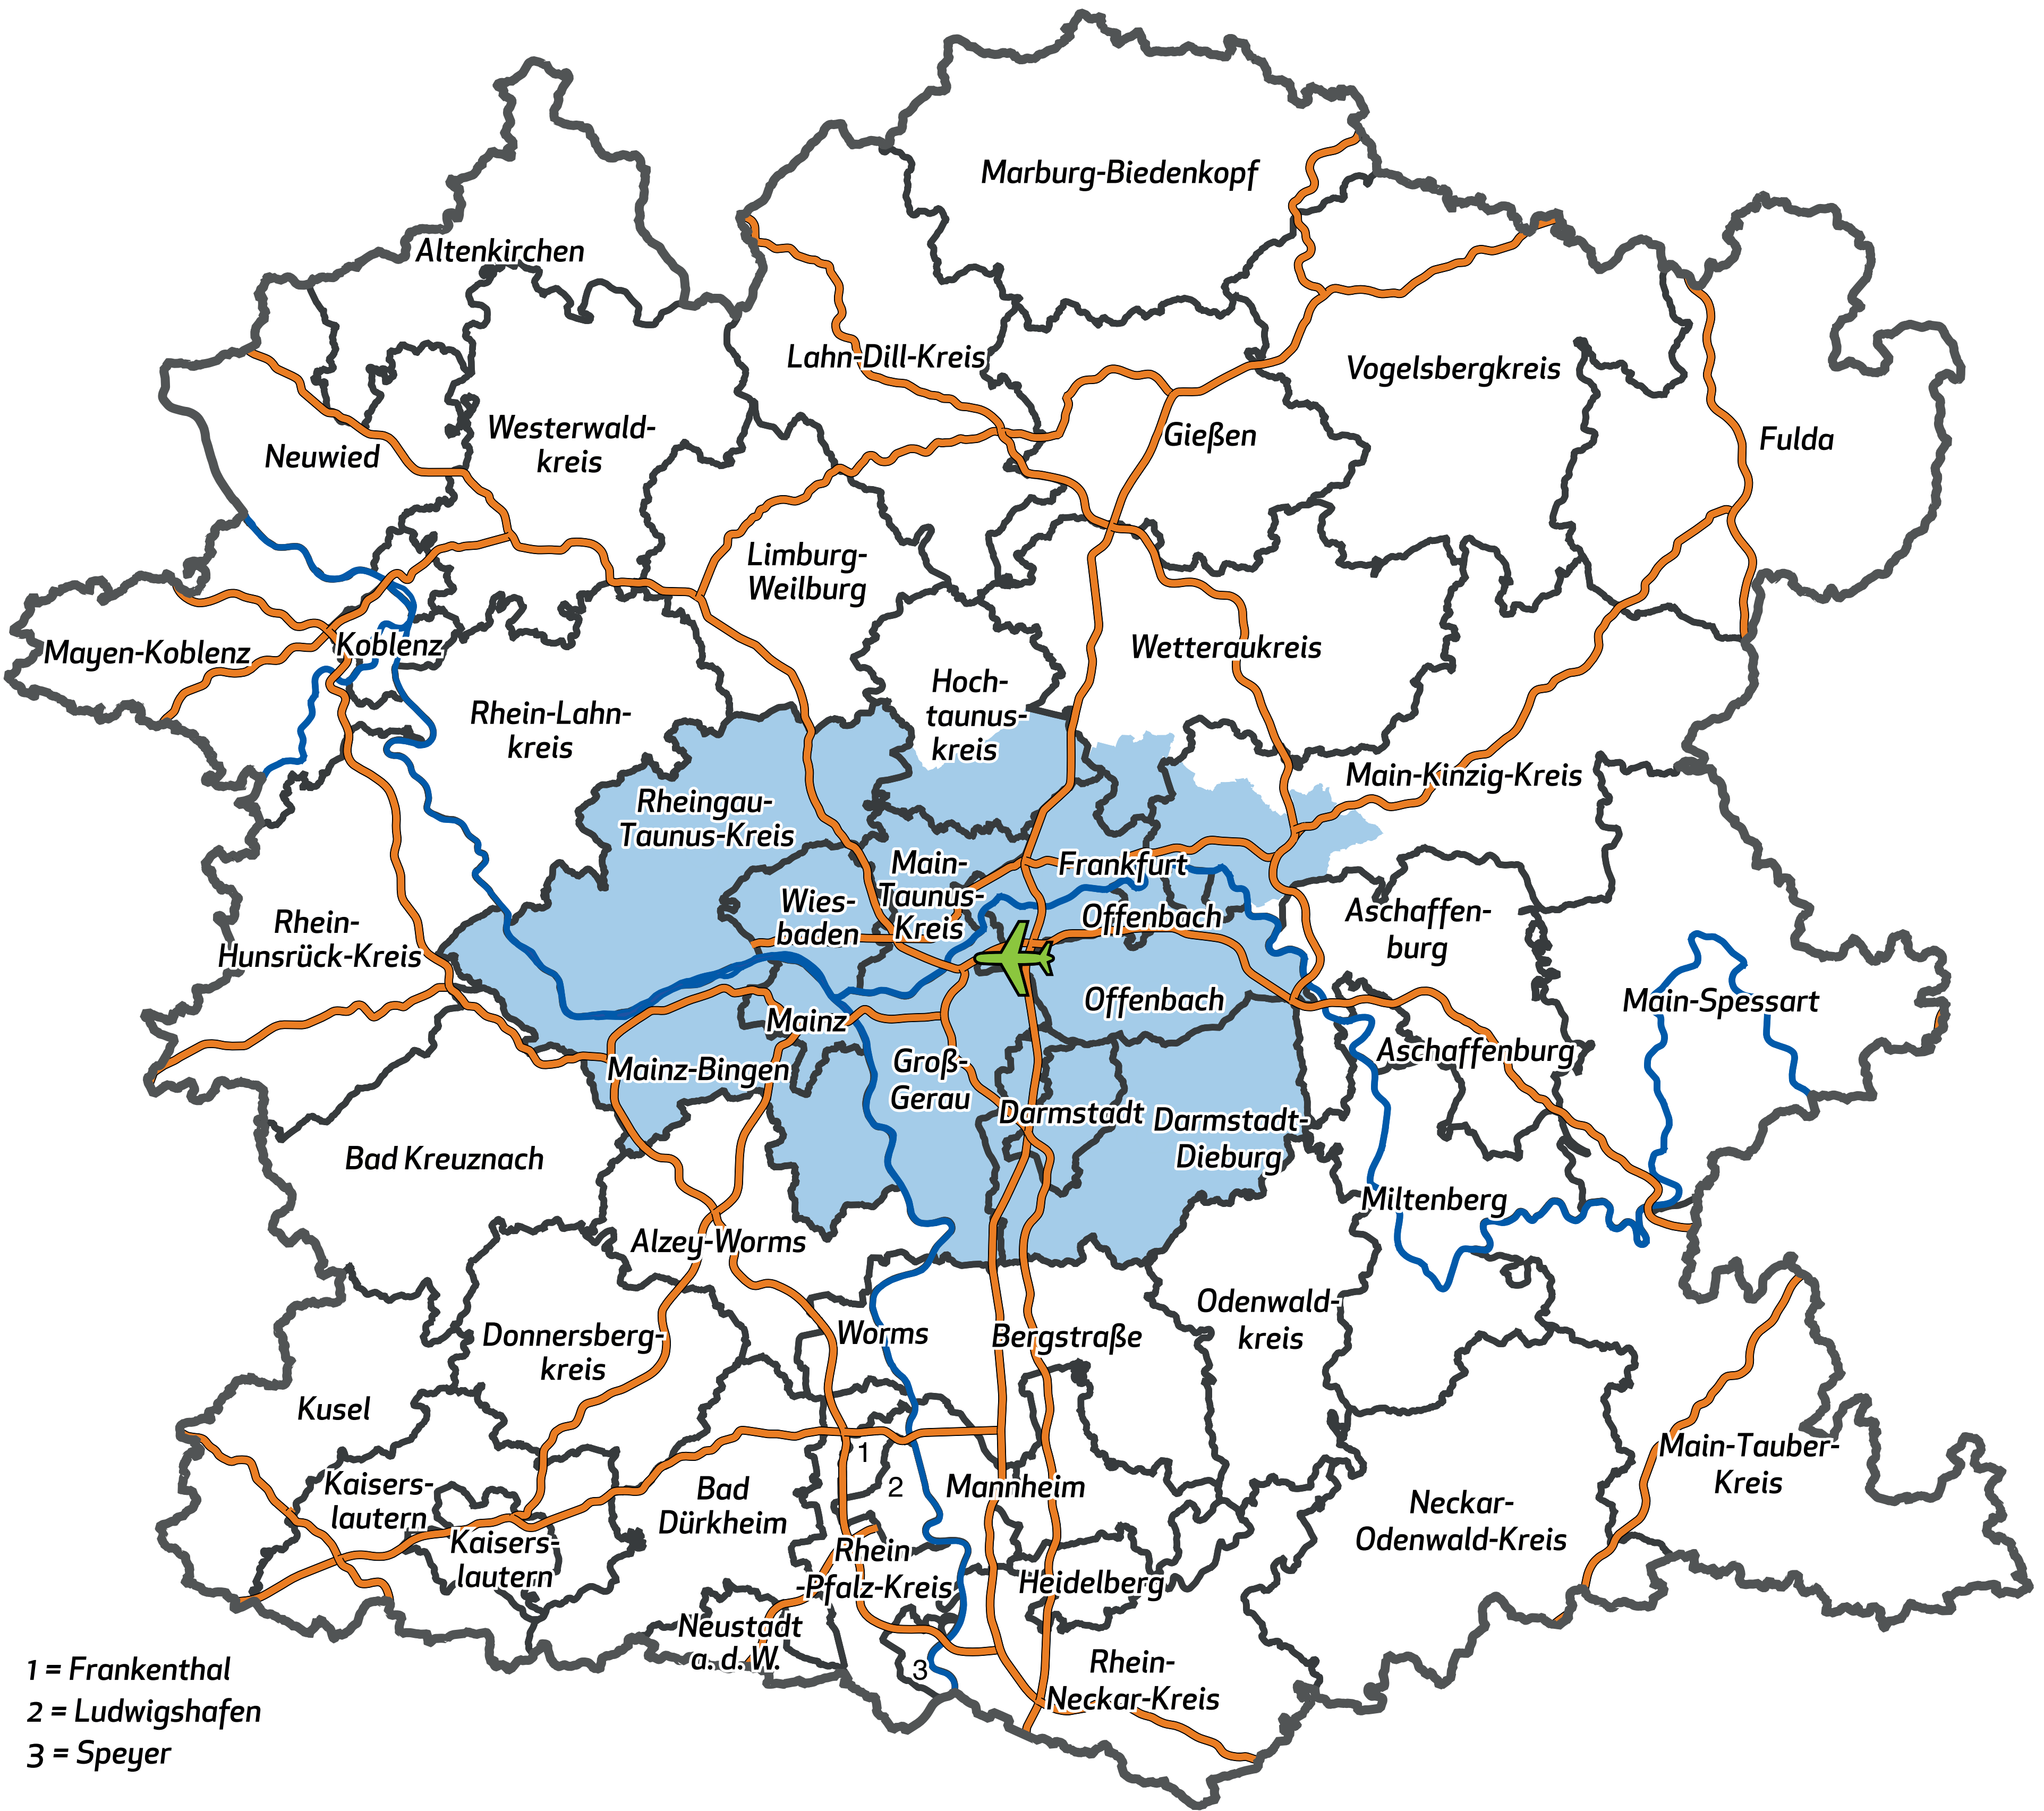 Marburg-Biedenkopf
Altenkirchen
Lahn-Dill-Kreis
Vogelsbergkreis
Westerwald-
kreis
Neuwied
Gießen
Fulda
Limburg-
Weilburg
Mayen-Koblenz
Koblenz
Wetteraukreis
Hoch-
taunus-
kreis
Rhein-Lahn-
kreis
Main-Kinzig-Kreis
Rheingau-
Taunus-Kreis
Main-
Taunus-
Kreis
Frankfurt
Wies-
baden
Offenbach
Aschaffen-
burg
Rhein-
Hunsrück-Kreis
Offenbach
Main-Spessart
Mainz
Mainz-Bingen
Groß-
Gerau
Aschaffenburg
Darmstadt
Darmstadt-
Dieburg
Bad Kreuznach
Miltenberg
Alzey-Worms
Odenwald-
kreis
Donnersberg-
kreis
Worms
Bergstraße
Kusel
Main-Tauber-
Kreis
1
2
Kaisers-
lautern
Bad
Dürkheim
Mannheim
Neckar-
Odenwald-Kreis
Kaisers-
lautern
Rhein
-Pfalz-Kreis
Heidelberg
Neustadt
a. d. W.
3
Rhein-
Neckar-Kreis
1 = Frankenthal
2 = Ludwigshafen
3 = Speyer